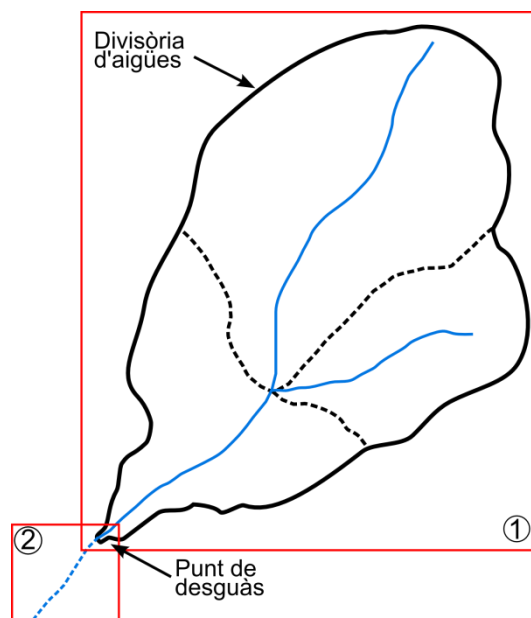 Divisòria
d'aigües
②
①
Punt de
desguàs